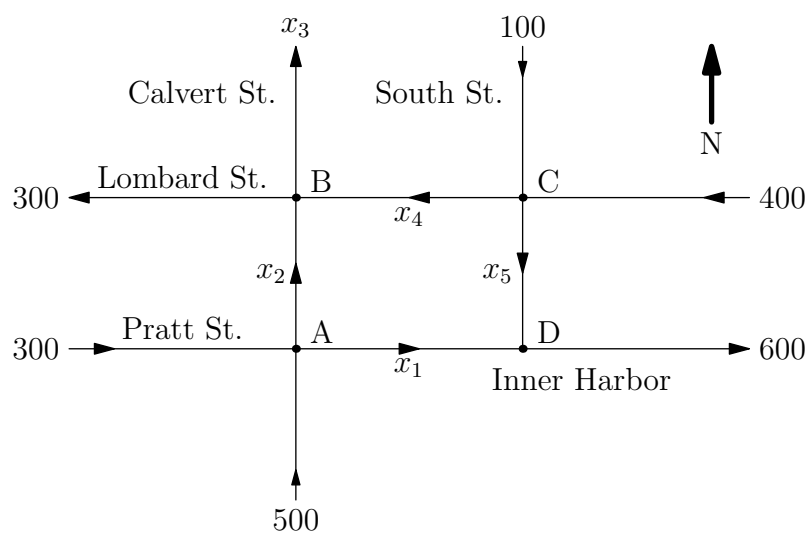 x₃
100
Calvert St.
South St.
N
Lombard St.
B
C
300
400
x₄
x₂
x₅
Pratt St.
A
D
300
600
x₁
Inner Harbor
500